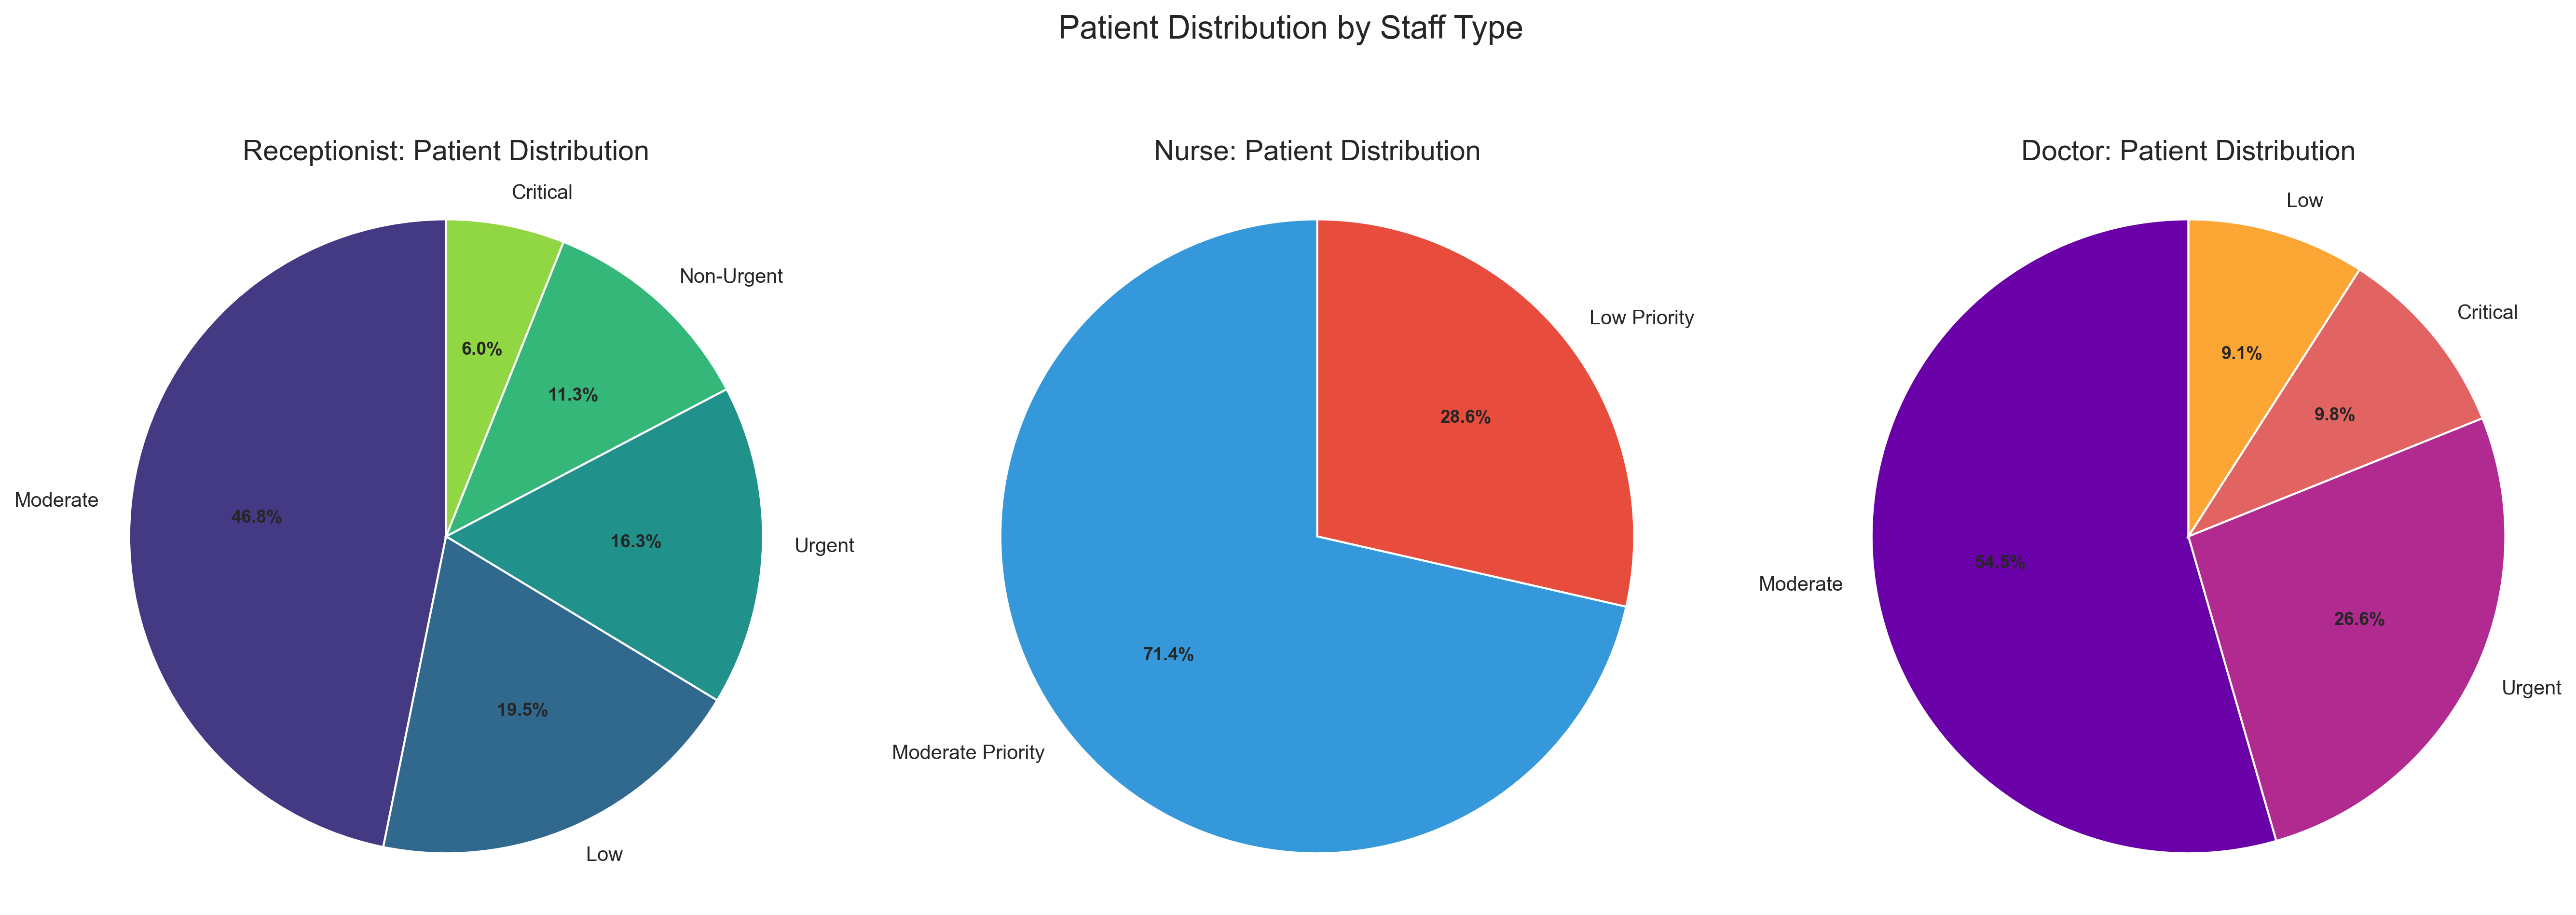 Patient Distribution by Staff Type
Receptionist: Patient Distribution
Critical
Non-Urgent
6.0%
11.3%
Moderate
46.8%
16.3%
Urgent
19.5%
Low
Nurse: Patient Distribution
Low Priority
28.6%
71.4%
Moderate Priority
Doctor: Patient Distribution
Low
Critical
9.1%
9.8%
54.5%
Moderate
26.6%
Urgent